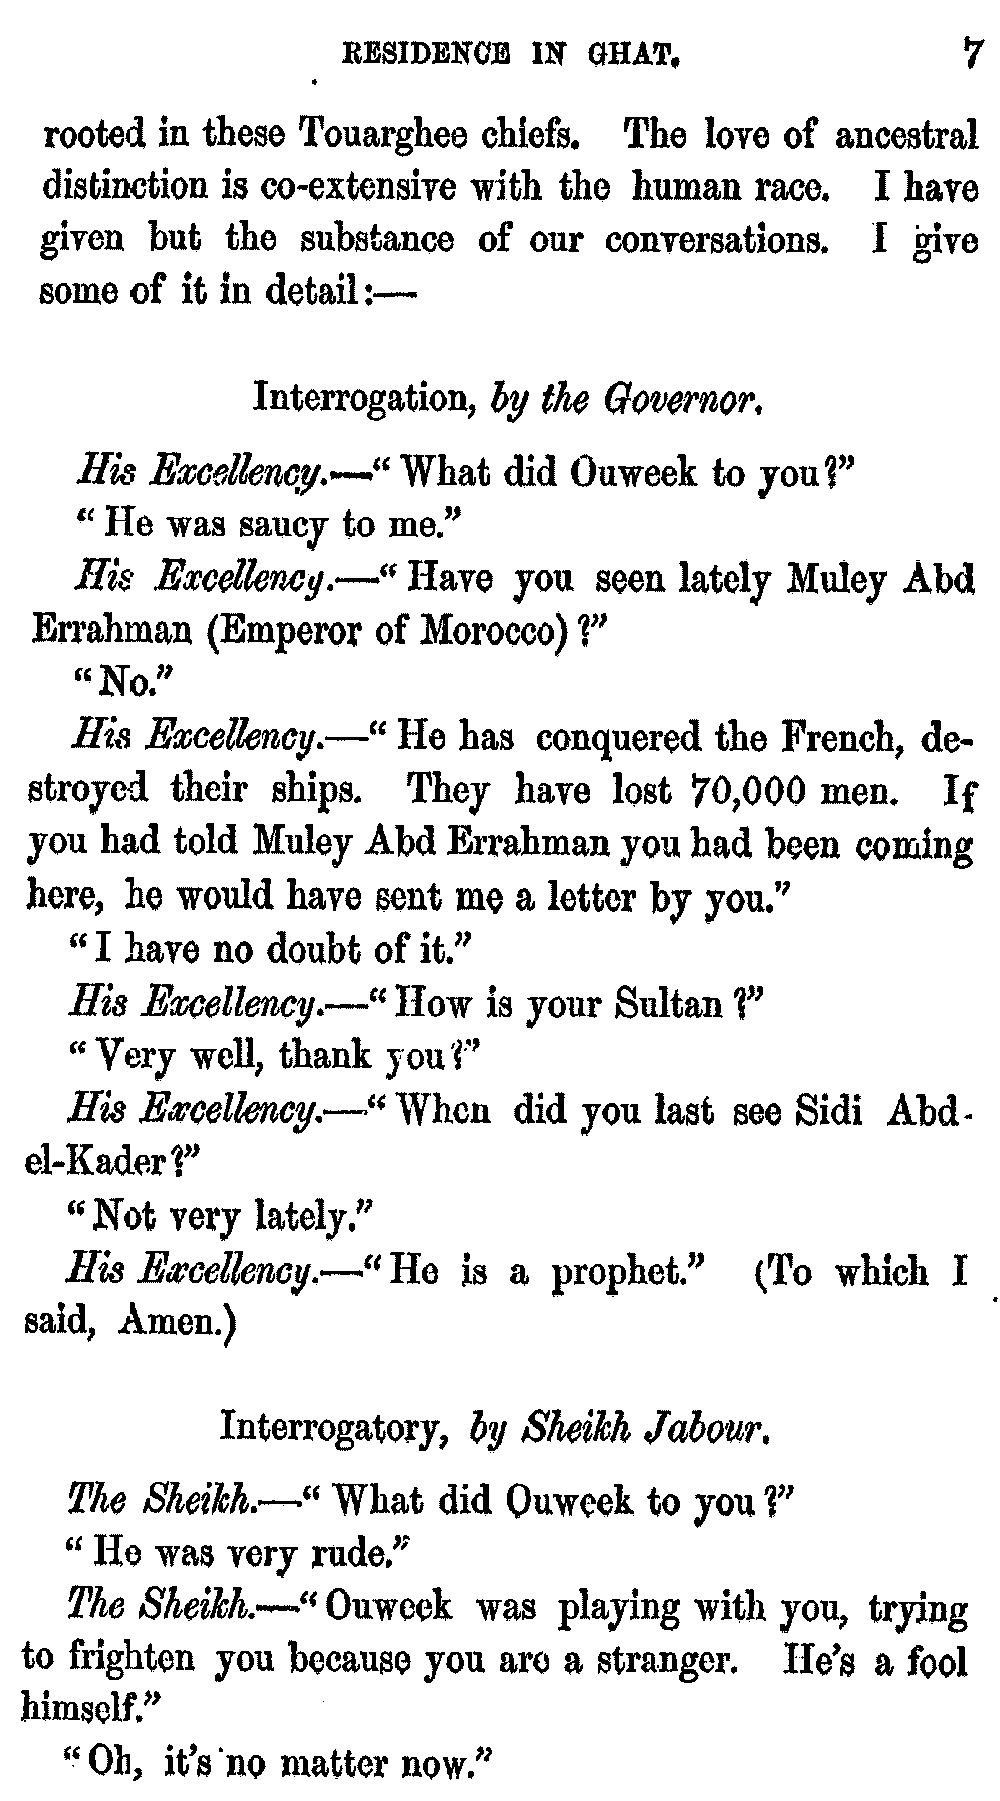 RESIDENCE IN GHAT. 7
rooted in these Touarghee chiefs. The love of ancestral
distinction is co-extensive with the human race. I have
given but the substance of our conversations. I give
some of it in detail:—
Interrogation, by the Governor.
His Excellency.—“What did Ouweek to you?”
“He was saucy to me.”
His Excellency.—“Have you seen lately Muley Abd
Errahman (Emperor of Morocco)?”
“No.”
His Excellency.—“He has conquered the French, de-
stroyed their ships. They have lost 70,000 men. If
you had told Muley Abd Errahman you had been coming
here, he would have sent me a letter by you.”
“I have no doubt of it.”
His Excellency.—“How is your Sultan?”
“Very well, thank you?”
His Excellency.—“When did you last see Sidi Abd-
el-Kader?”
“Not very lately.”
His Excellency.—“He is a prophet.” (To which I
said, Amen.)
Interrogatory, by Sheikh Jabour.
The Sheikh.—“What did Ouweek to you?”
“He was very rude.”
The Sheikh.—“Ouweek was playing with you, trying
to frighten you because you are a stranger. He's a fool
himself.”
“Oh, it's no matter now.”